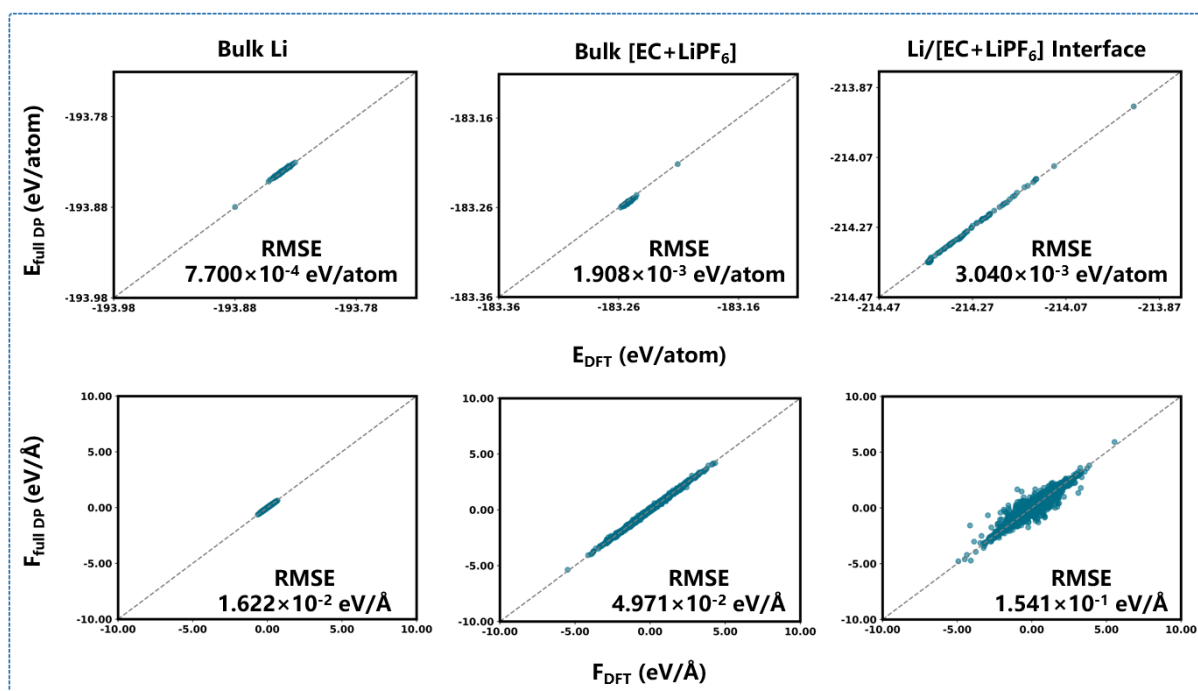 Bulk Li
Bulk [EC+LiPF₆]
Li/[EC+LiPF₆] Interface
E_full DP (eV/atom)
-193.78
-193.88
-193.98
-193.98
-193.88
-193.78
RMSE
7.700×10⁻⁴ eV/atom
-183.16
-183.26
-183.36
-183.36
-183.26
-183.16
RMSE
1.908×10⁻³ eV/atom
-213.87
-214.07
-214.27
-214.47
-214.47
-214.27
-214.07
-213.87
RMSE
3.040×10⁻³ eV/atom
E_DFT (eV/atom)
F_full DP (eV/Å)
10.00
5.00
0.00
-5.00
-10.00
-10.00
0.00
10.00
RMSE
1.622×10⁻² eV/Å
10.00
5.00
0.00
-5.00
-10.00
-10.00
-5.00
0.00
5.00
10.00
RMSE
4.971×10⁻² eV/Å
10.00
5.00
0.00
-5.00
-10.00
-10.00
-5.00
0.00
5.00
10.00
RMSE
1.541×10⁻¹ eV/Å
F_DFT (eV/Å)